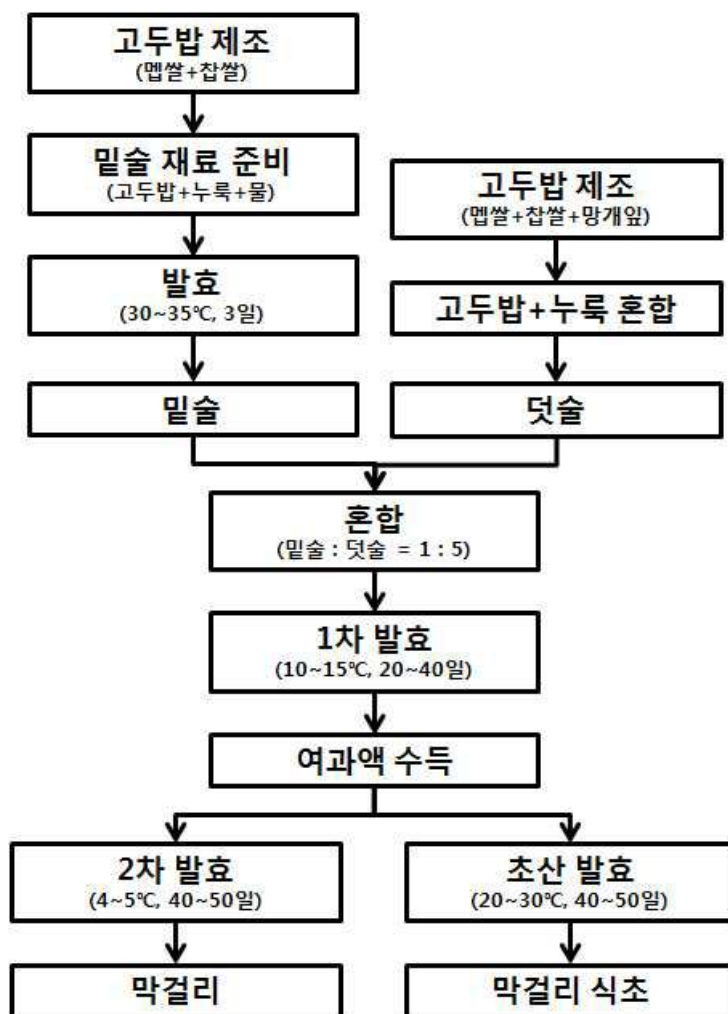 고두밥 제조
(멥쌀+찹쌀)
밑술 재료 준비
(고두밥+누룩+물)
발효
(30~35℃, 3일)
밑술
고두밥 제조
(멥쌀+찹쌀+망개잎)
고두밥+누룩 혼합
덧술
혼합
(밑술 : 덧술 = 1 : 5)
1차 발효
(10~15℃, 20~40일)
여과액 수득
2차 발효
(4~5℃, 40~50일)
막걸리
초산 발효
(20~30℃, 40~50일)
막걸리 식초